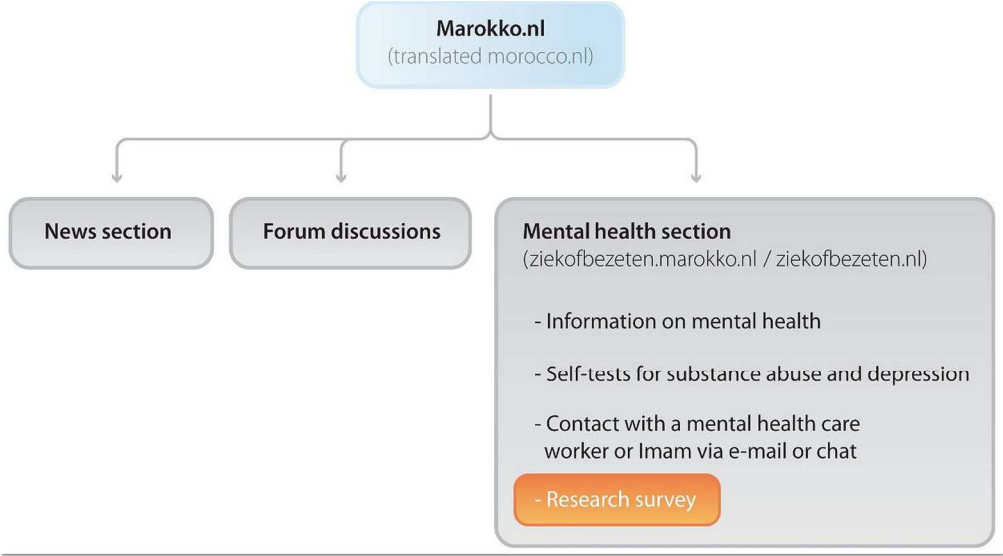 Marokko.nl
(translated morocco.nl)
News section
Forum discussions
Mental health section
(ziekofbezeten.marokko.nl / ziekofbezeten.nl)
- Information on mental health
- Self-tests for substance abuse and depression
- Contact with a mental health care
worker or Imam via e-mail or chat
- Research survey